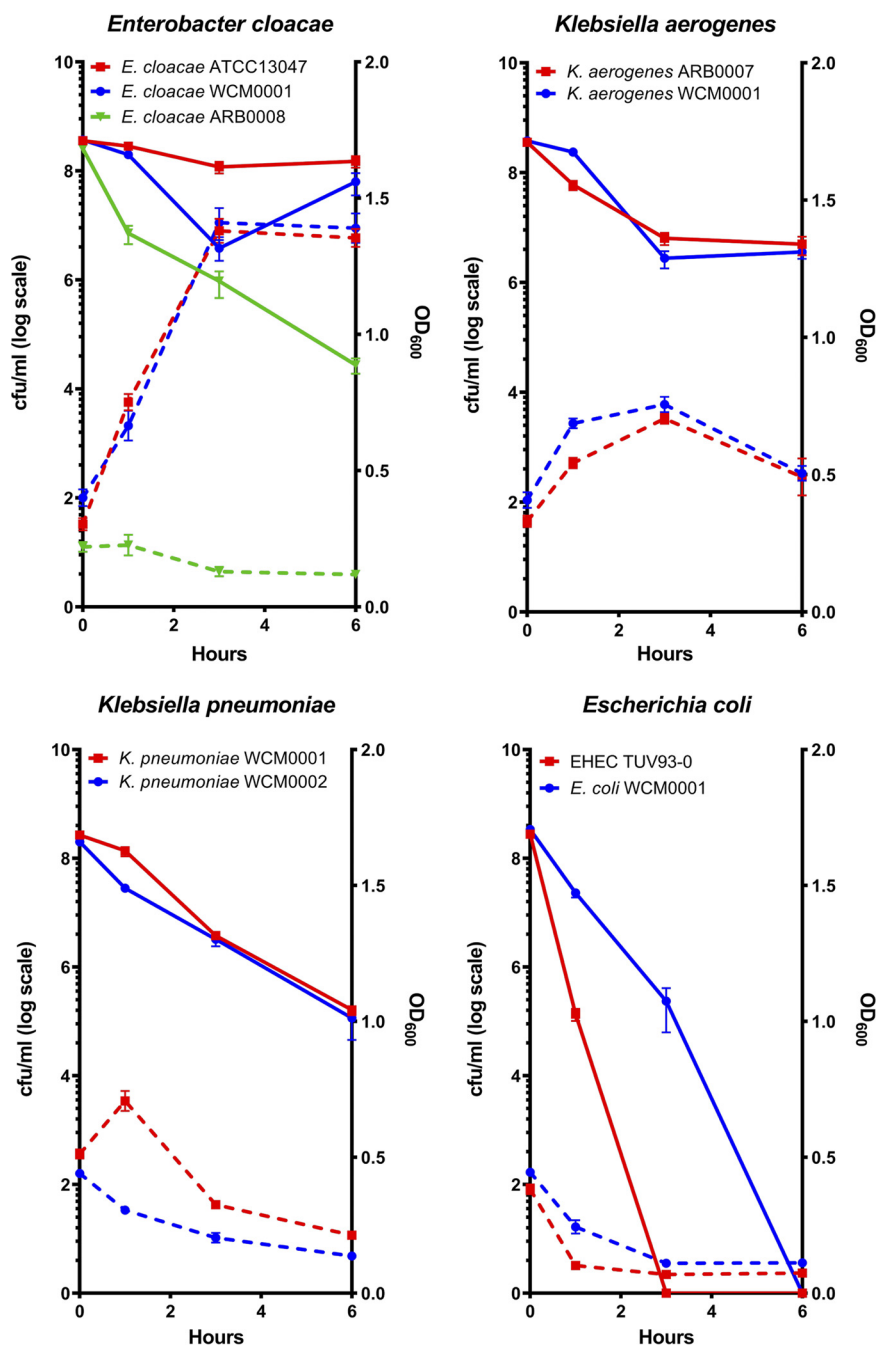 Enterobacter cloacae
E. cloacae ATCC13047
E. cloacae WCM0001
E. cloacae ARB0008
cfu/ml (log scale)
10
8
6
4
2
0
2.0
1.5
1.0
0.5
0.0
OD600
0 2 4 6
Hours
Klebsiella aerogenes
K. aerogenes ARB0007
K. aerogenes WCM0001
cfu/ml (log scale)
10
8
6
4
2
0
2.0
1.5
1.0
0.5
0.0
OD600
0 2 4 6
Hours
Klebsiella pneumoniae
K. pneumoniae WCM0001
K. pneumoniae WCM0002
cfu/ml (log scale)
10
8
6
4
2
0
2.0
1.5
1.0
0.5
0.0
OD600
0 2 4 6
Hours
Escherichia coli
EHEC TUV93-0
E. coli WCM0001
cfu/ml (log scale)
10
8
6
4
2
0
2.0
1.5
1.0
0.5
0.0
OD600
0 2 4 6
Hours